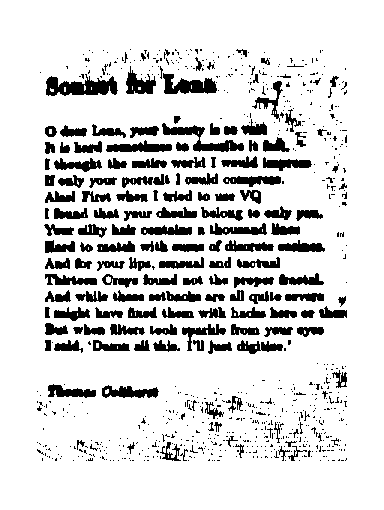 Sonnet for Lena
O dear Lena, your beauty is so vast
It is hard sometimes to describe it fast.
I thought the entire world I would impress
If only your portrait I could compress.
Alas! First when I tried to use VQ
I found that your cheeks belong to only you.
Your silky hair contains a thousand lines
Hard to match with sums of discrete cosines.
And for your lips, sensual and tactual
Thirteen Crays found not the proper fractal.
And while these setbacks are all quite severe
I might have fixed them with hacks here or there
But when filters took sparkle from your eyes
I said, 'Damn all this. I'll just digitize.'
Thomas Colthurst